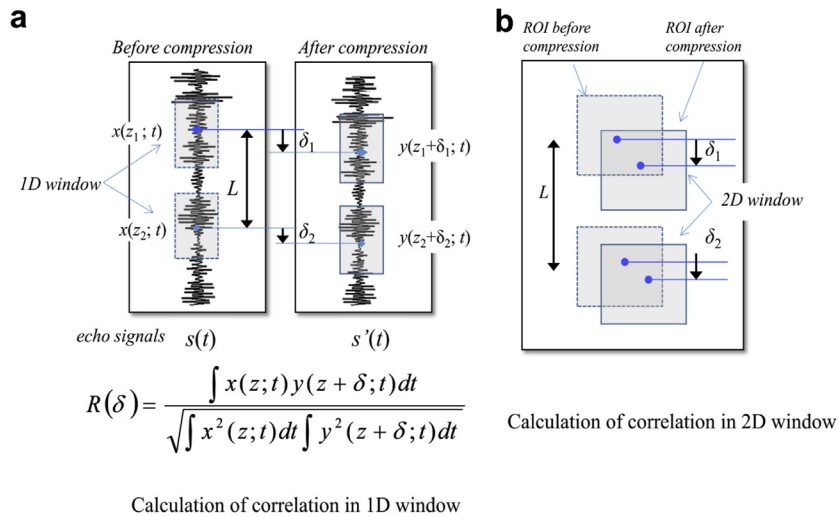 a
Before compression
After compression
x(z₁; t)
1D window
x(z₂; t)
L
δ₁
δ₂
y(z₁+δ₁; t)
y(z₂+δ₂; t)
echo signals s(t) s’(t)
R(δ) = ∫ x(z;t) y(z + δ;t)dt / √∫ x²(z;t)dt ∫ y²(z + δ;t)dt
Calculation of correlation in 1D window
b
ROI before
compression
ROI after
compression
L
δ₁
2D window
δ₂
Calculation of correlation in 2D window